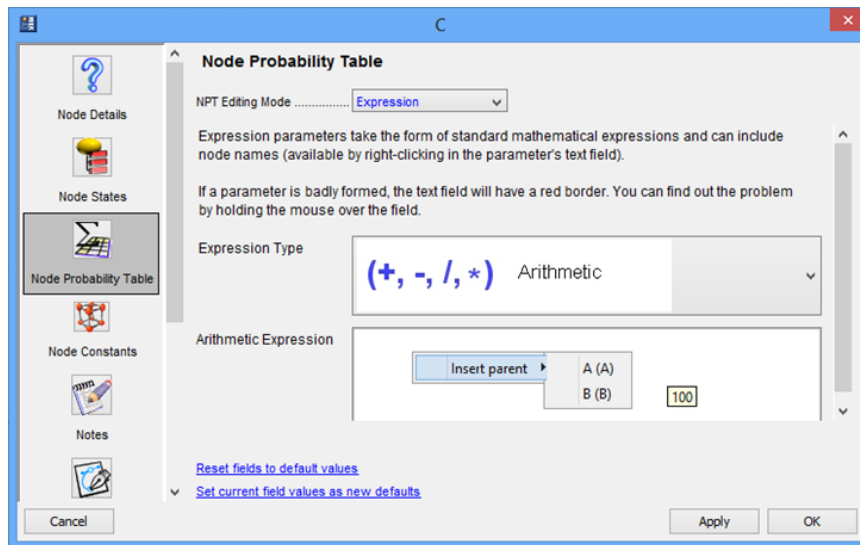 C
Node Details
Node States
Node Probability Table
Node Constants
Notes
Node Probability Table
NPT Editing Mode ................ Expression
Expression parameters take the form of standard mathematical expressions and can include
node names (available by right-clicking in the parameter's text field).
If a parameter is badly formed, the text field will have a red border. You can find out the problem
by holding the mouse over the field.
Expression Type
(+, -, /, *) Arithmetic
Arithmetic Expression
Insert parent
A (A)
B (B)
100
Reset fields to default values
Set current field values as new defaults
Cancel
Apply
OK